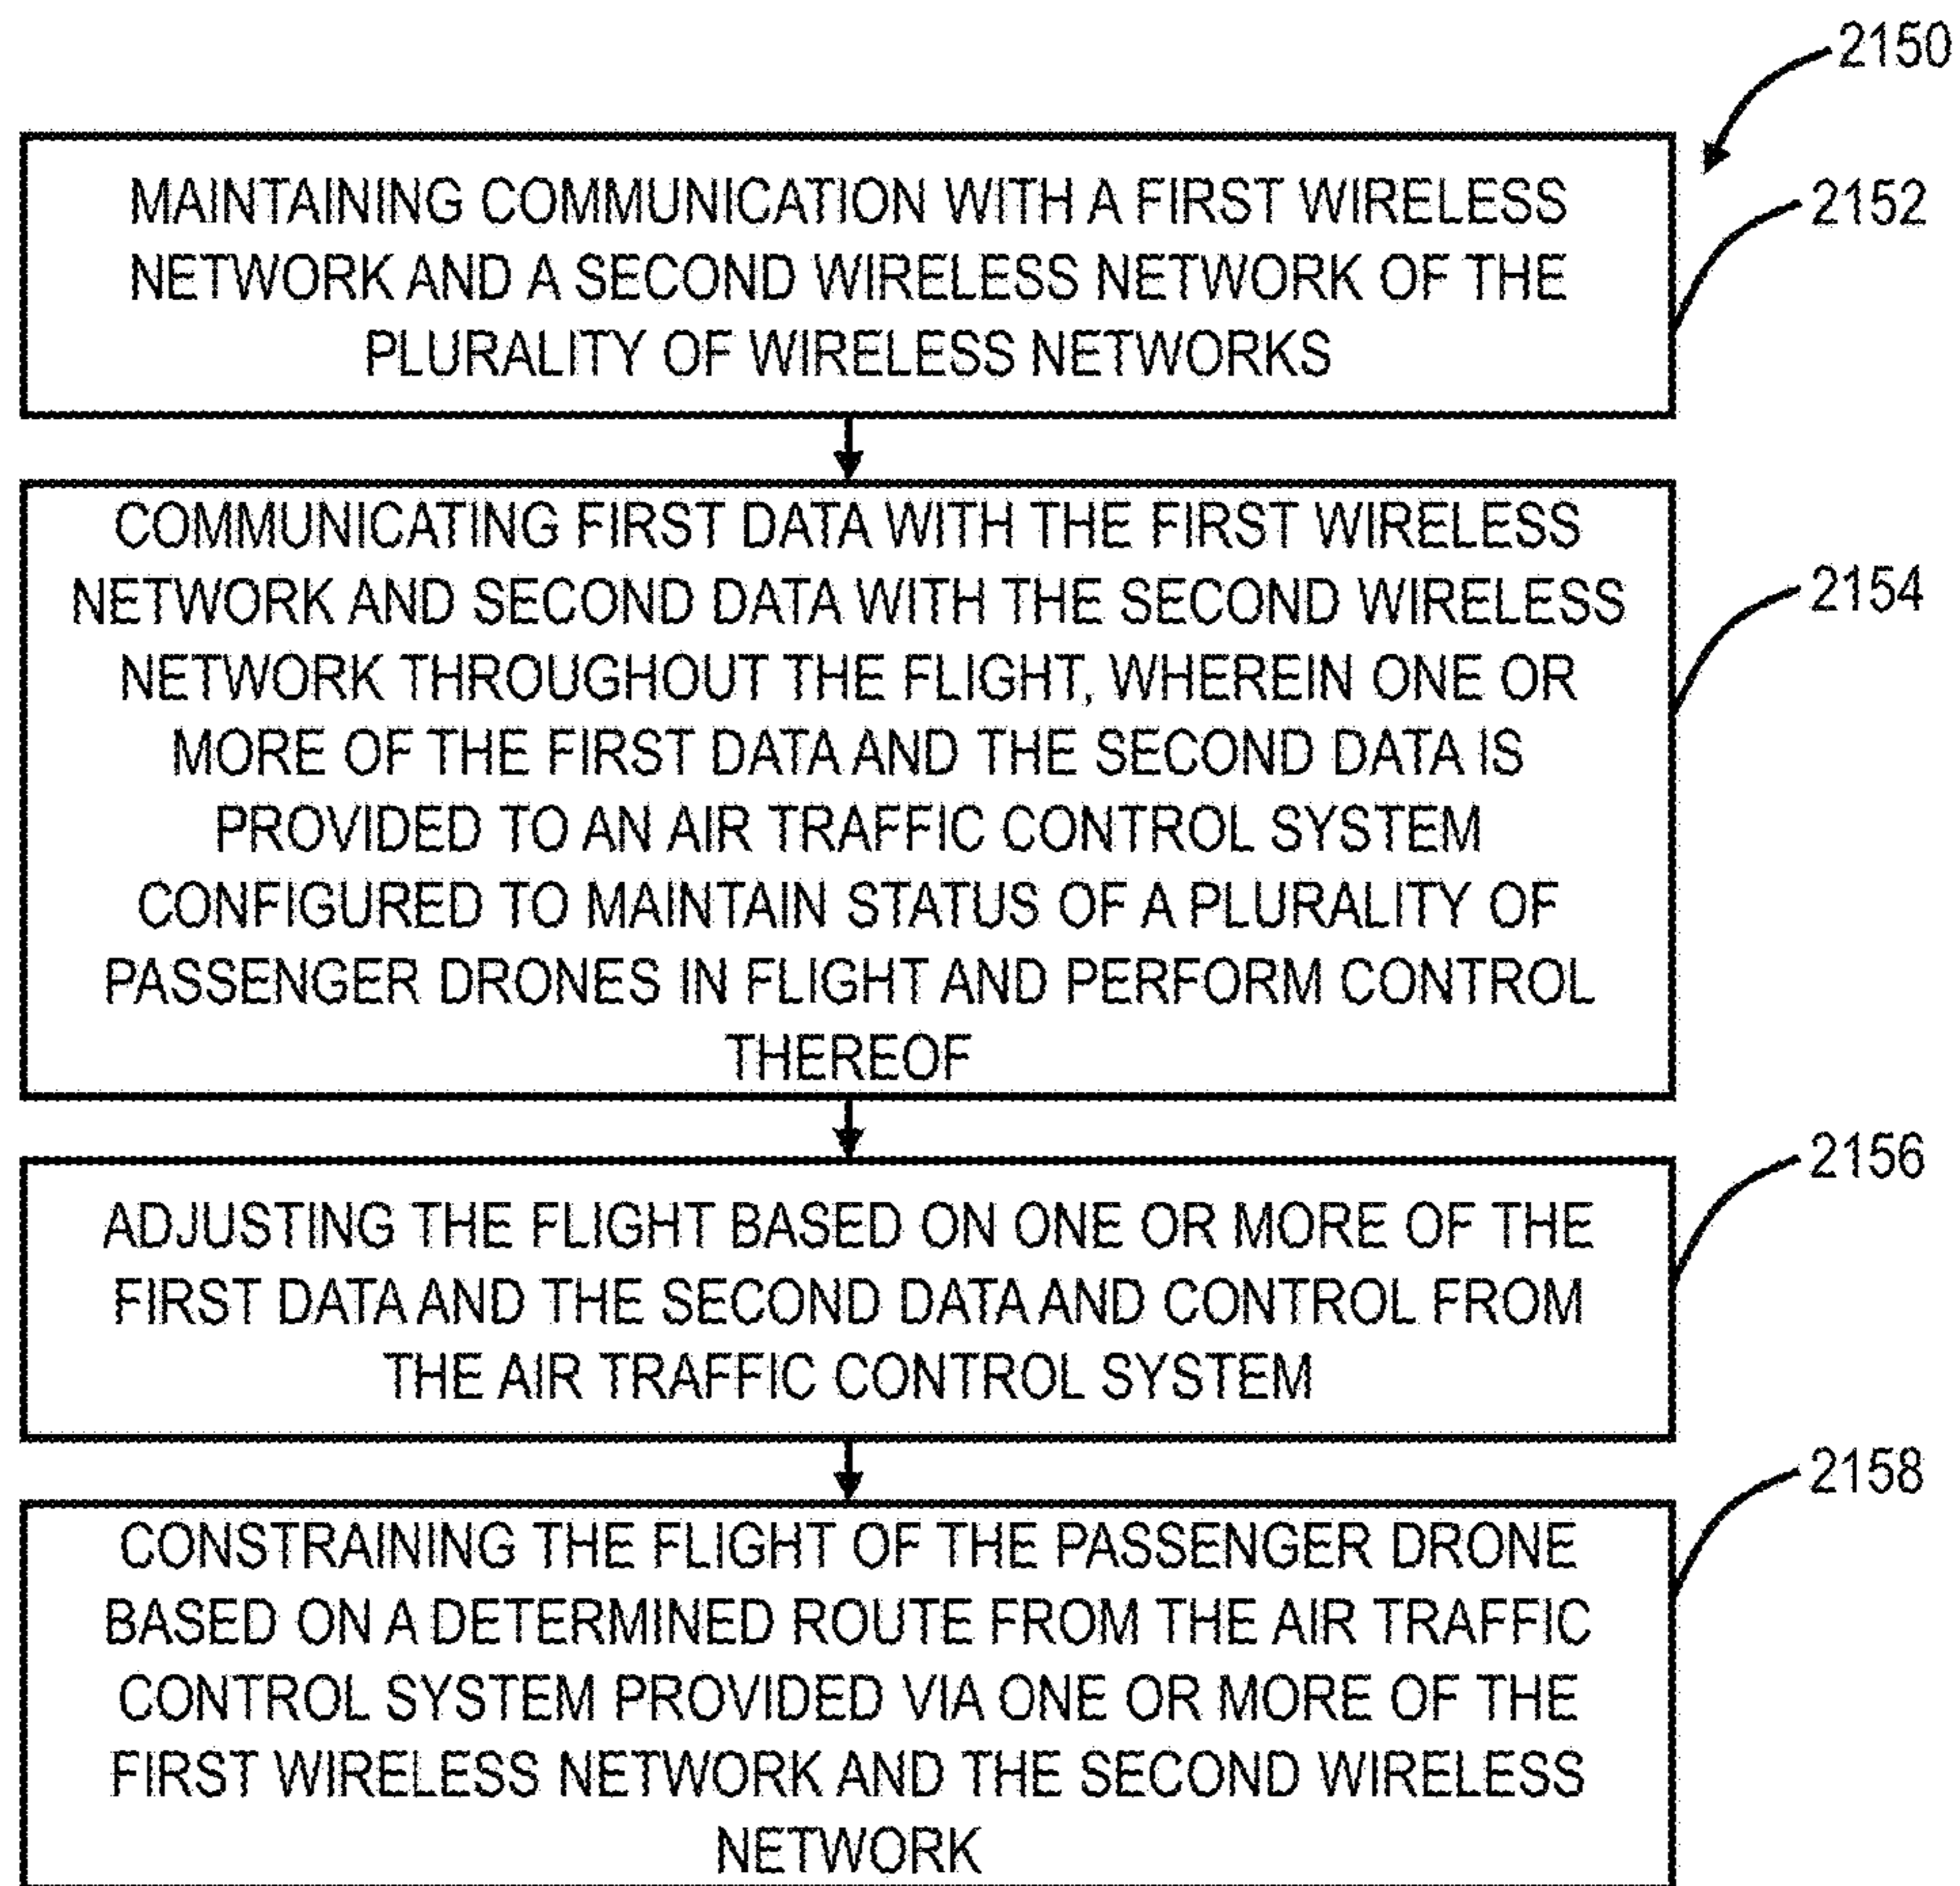 2150
MAINTAINING COMMUNICATION WITH A FIRST WIRELESS
NETWORK AND A SECOND WIRELESS NETWORK OF THE
PLURALITY OF WIRELESS NETWORKS
2152
COMMUNICATING FIRST DATA WITH THE FIRST WIRELESS
NETWORK AND SECOND DATA WITH THE SECOND WIRELESS
NETWORK THROUGHOUT THE FLIGHT, WHEREIN ONE OR
MORE OF THE FIRST DATA AND THE SECOND DATA IS
PROVIDED TO AN AIR TRAFFIC CONTROL SYSTEM
CONFIGURED TO MAINTAIN STATUS OF A PLURALITY OF
PASSENGER DRONES IN FLIGHT AND PERFORM CONTROL
THEREOF
2154
ADJUSTING THE FLIGHT BASED ON ONE OR MORE OF THE
FIRST DATA AND THE SECOND DATA AND CONTROL FROM
THE AIR TRAFFIC CONTROL SYSTEM
2156
CONSTRAINING THE FLIGHT OF THE PASSENGER DRONE
BASED ON A DETERMINED ROUTE FROM THE AIR TRAFFIC
CONTROL SYSTEM PROVIDED VIA ONE OR MORE OF THE
FIRST WIRELESS NETWORK AND THE SECOND WIRELESS
NETWORK
2158